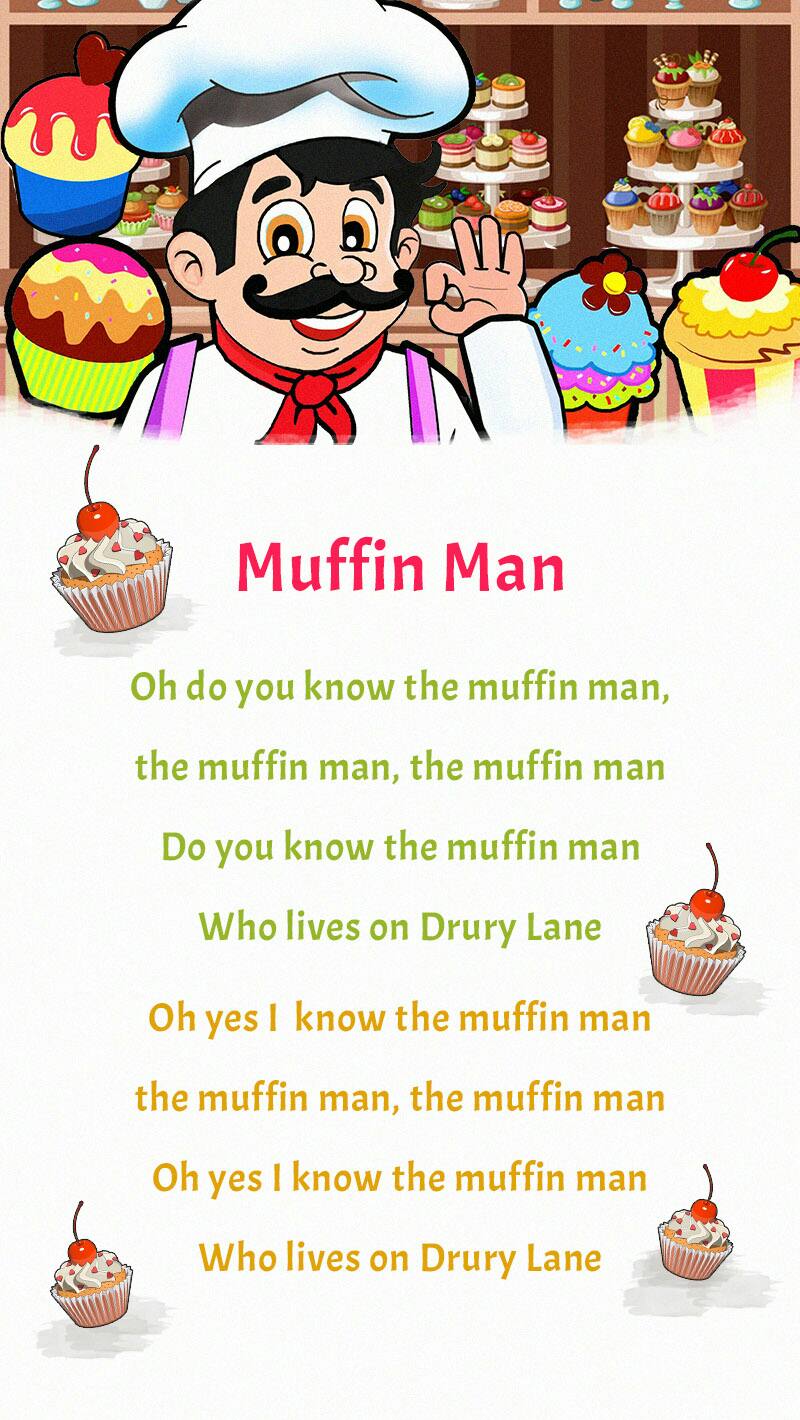 Muffin Man
Oh do you know the muffin man,
the muffin man, the muffin man
Do you know the muffin man
Who lives on Drury Lane
Oh yes I  know the muffin man
the muffin man, the muffin man
Oh yes I know the muffin man
Who lives on Drury Lane